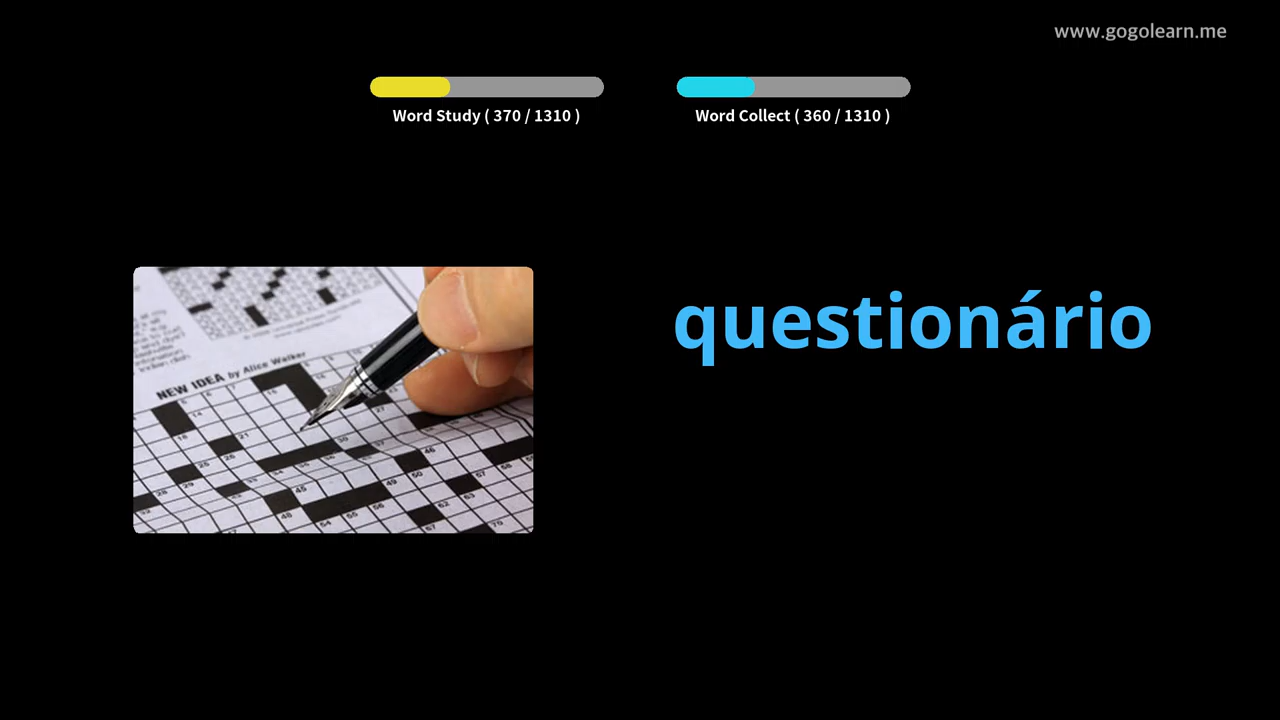 www.gogolearn.me
Word Study ( 370 / 1310 )
Word Collect ( 360 / 1310 )
questionário
NEW IDEA by Alice Walker